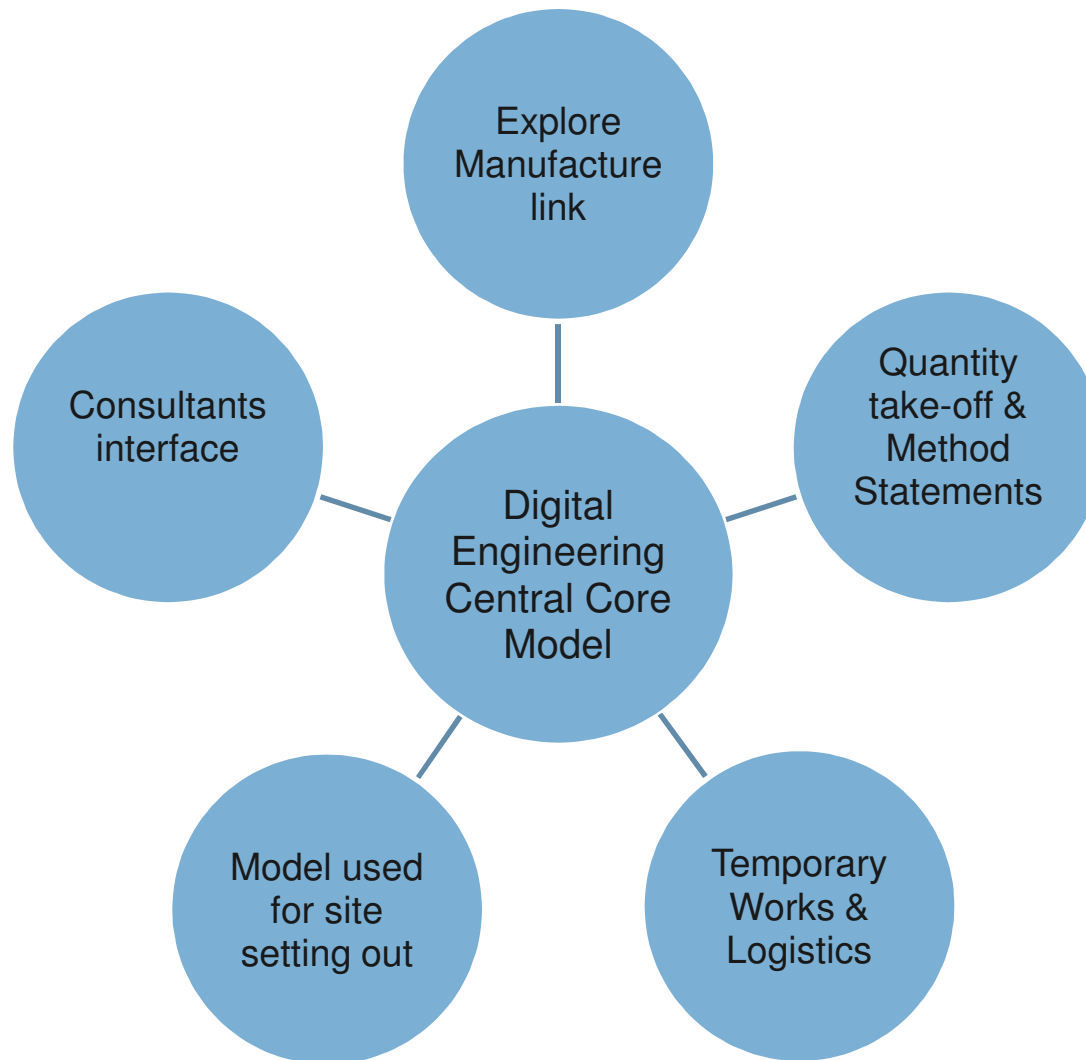 Explore
Manufacture
link
Quantity
take-off &
Method
Statements
Consultants
interface
Digital
Engineering
Central Core
Model
Model used
for site
setting out
Temporary
Works &
Logistics